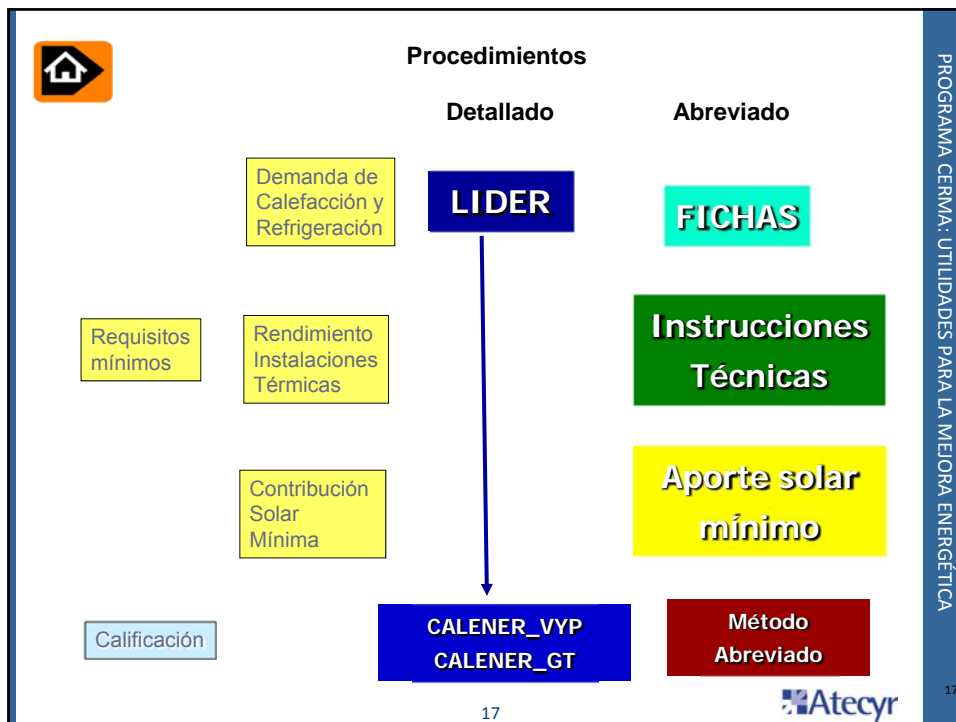 Procedimientos
Detallado
Abreviado
Demanda de
Calefacción y
Refrigeración
LIDER
FICHAS
Requisitos
mínimos
Rendimiento
Instalaciones
Térmicas
Instrucciones
Técnicas
Contribución
Solar
Mínima
Aporte solar
mínimo
Calificación
CALENER_VYP
CALENER_GT
Método
Abreviado
17
Atecyr
PROGRAMA CERMA: UTILIDADES PARA LA MEJORA ENERGÉTICA
17